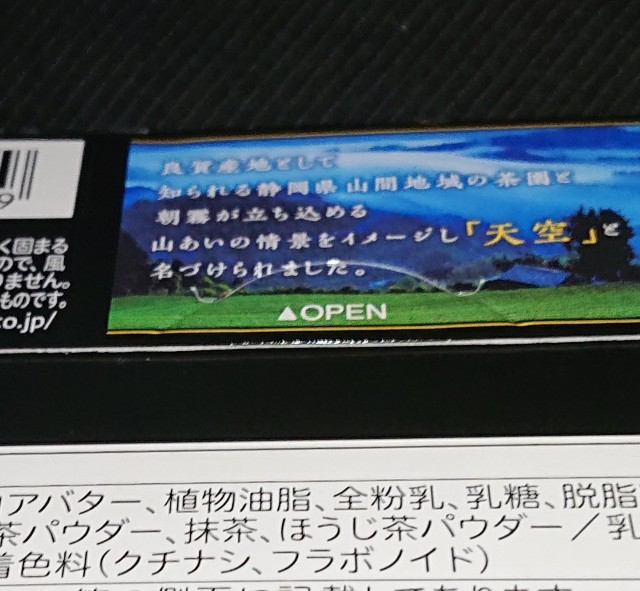 良質産地として
知られる静岡県山間地域の茶園と
朝霧が立ち込める
山あいの情景をイメージし「天空」と
名づけられました。
▲OPEN
9
く固まる
ので、風
りません。
ものです。
co.jp/
コアバター、植物油脂、全粉乳、乳糖、脱脂
茶パウダー、抹茶、ほうじ茶パウダー／乳
着色料(クチナシ、フラボノイド)